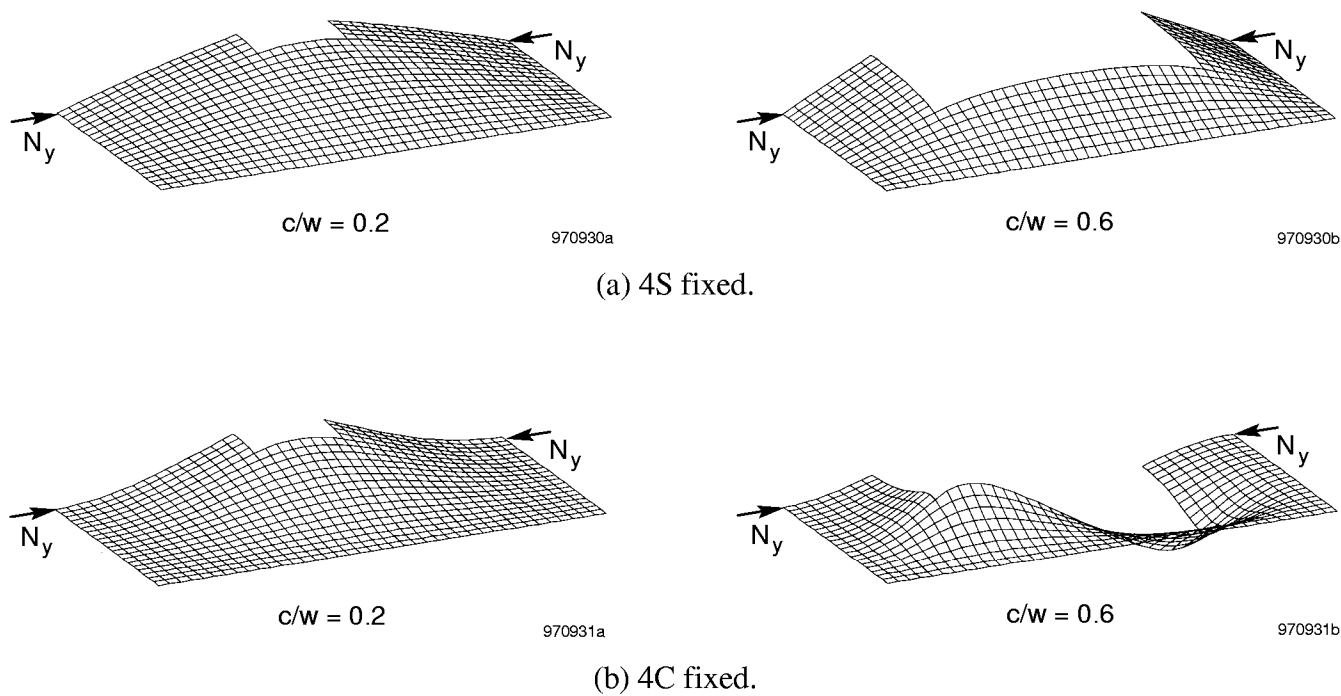 N_y
N_y
c/w = 0.2
970930a
N_y
N_y
c/w = 0.6
970930b
(a) 4S fixed.
N_y
N_y
c/w = 0.2
970931a
N_y
N_y
c/w = 0.6
970931b
(b) 4C fixed.